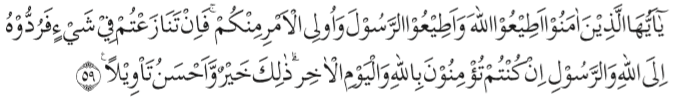 يٰٓاَيُّهَا الَّذِيْنَ اٰمَنُوْٓا اَطِيْعُوا اللّٰهَ وَاَطِيْعُوا الرَّسُوْلَ وَاُولِى الْاَمْرِ مِنْكُمْۚ فَاِنْ تَنَازَعْتُمْ فِيْ شَيْءٍ فَرُدُّوْهُ
اِلَى اللّٰهِ وَالرَّسُوْلِ اِنْ كُنْتُمْ تُؤْمِنُوْنَ بِاللّٰهِ وَالْيَوْمِ الْاٰخِرِۗ ذٰلِكَ خَيْرٌ وَّاَحْسَنُ تَأْوِيْلًا ࣖ ٥٩